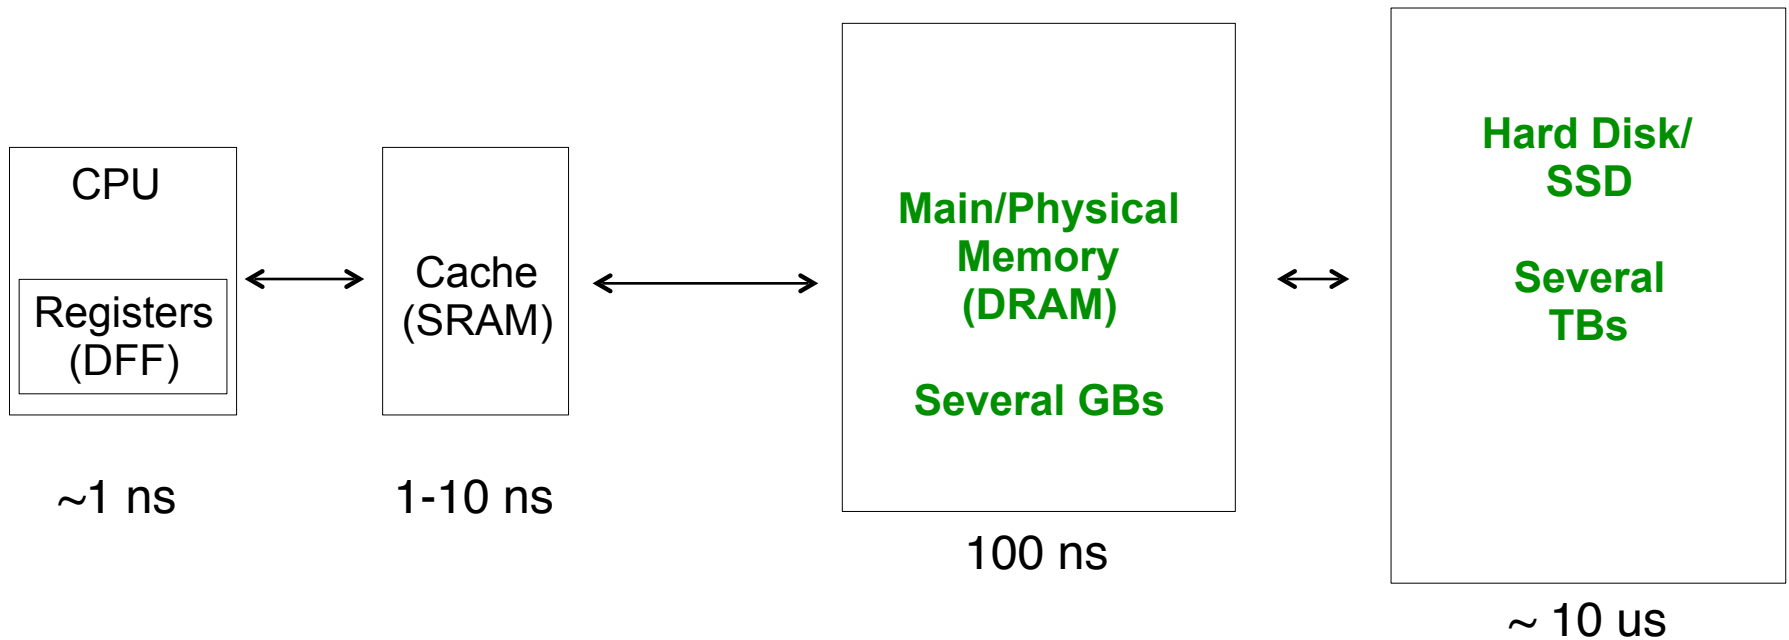 CPU
Registers
(DFF)
~1 ns
Cache
(SRAM)
1-10 ns
Main/Physical
Memory
(DRAM)
Several GBs
100 ns
Hard Disk/
SSD
Several
TBs
~ 10 us